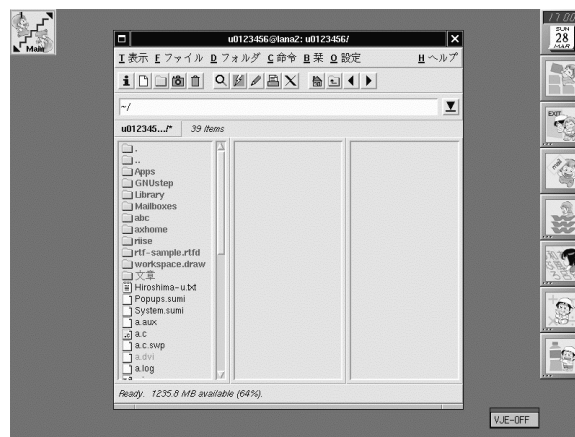 Main
u0123456@lana2: u0123456/
I 表示 F ファイル D フォルダ C 命令 B 栞 O 設定 H ヘルプ
~/
u012345.../* 39 items
.
..
Apps
GNUstep
Library
Mailboxes
abc
axhome
riise
rtf-sample.rtfd
workspace.draw
文章
Hiroshima-u.txt
Popups.sumi
System.sumi
a.aux
a.c
a.c.swp
a.dvi
a.log
Ready. 1235.8 MB available (64%).
17:00
SUN
28
MAR
EXIT
VJE-OFF